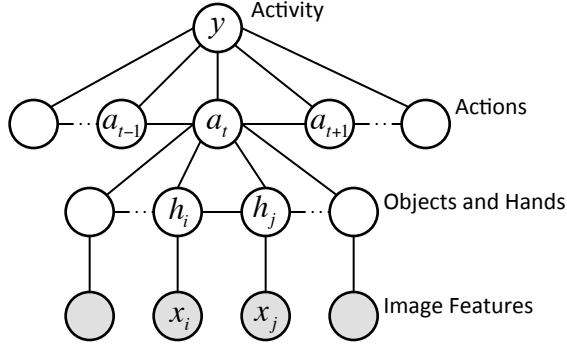 y Activity
a_{t-1} a_t a_{t+1} Actions
h_i h_j Objects and Hands
x_i x_j Image Features